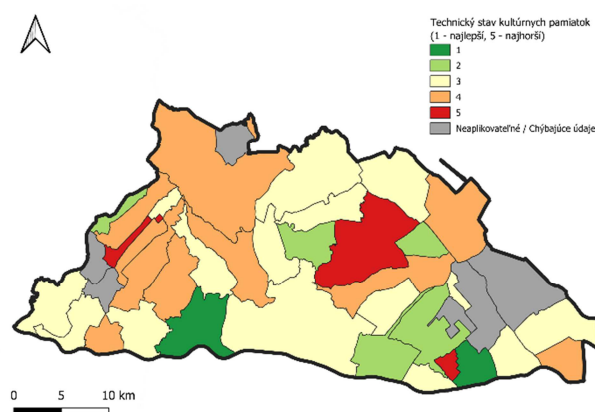 Technický stav kultúrnych pamiatok
(1 - najlepší, 5 - najhorší)
1
2
3
4
5
Neaplikovateľné / Chýbajúce údaje
0 5 10 km